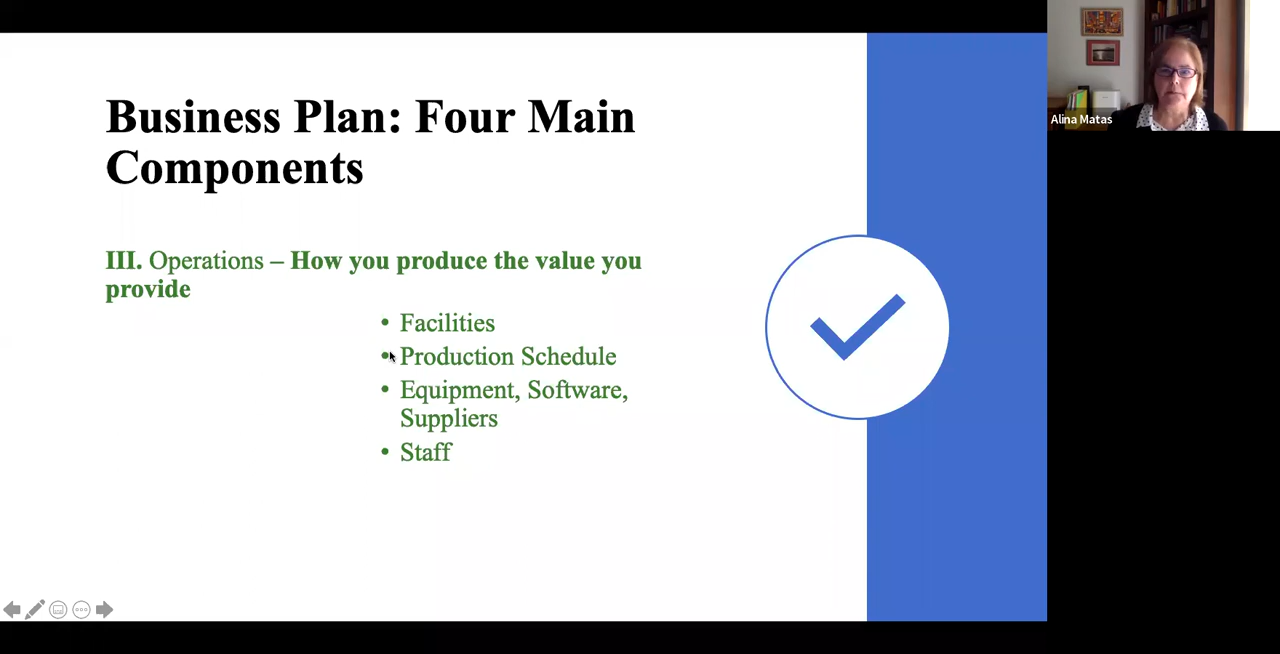 Business Plan: Four Main
Components
III. Operations – How you produce the value you
provide
• Facilities
• Production Schedule
• Equipment, Software,
Suppliers
• Staff
Alina Matas